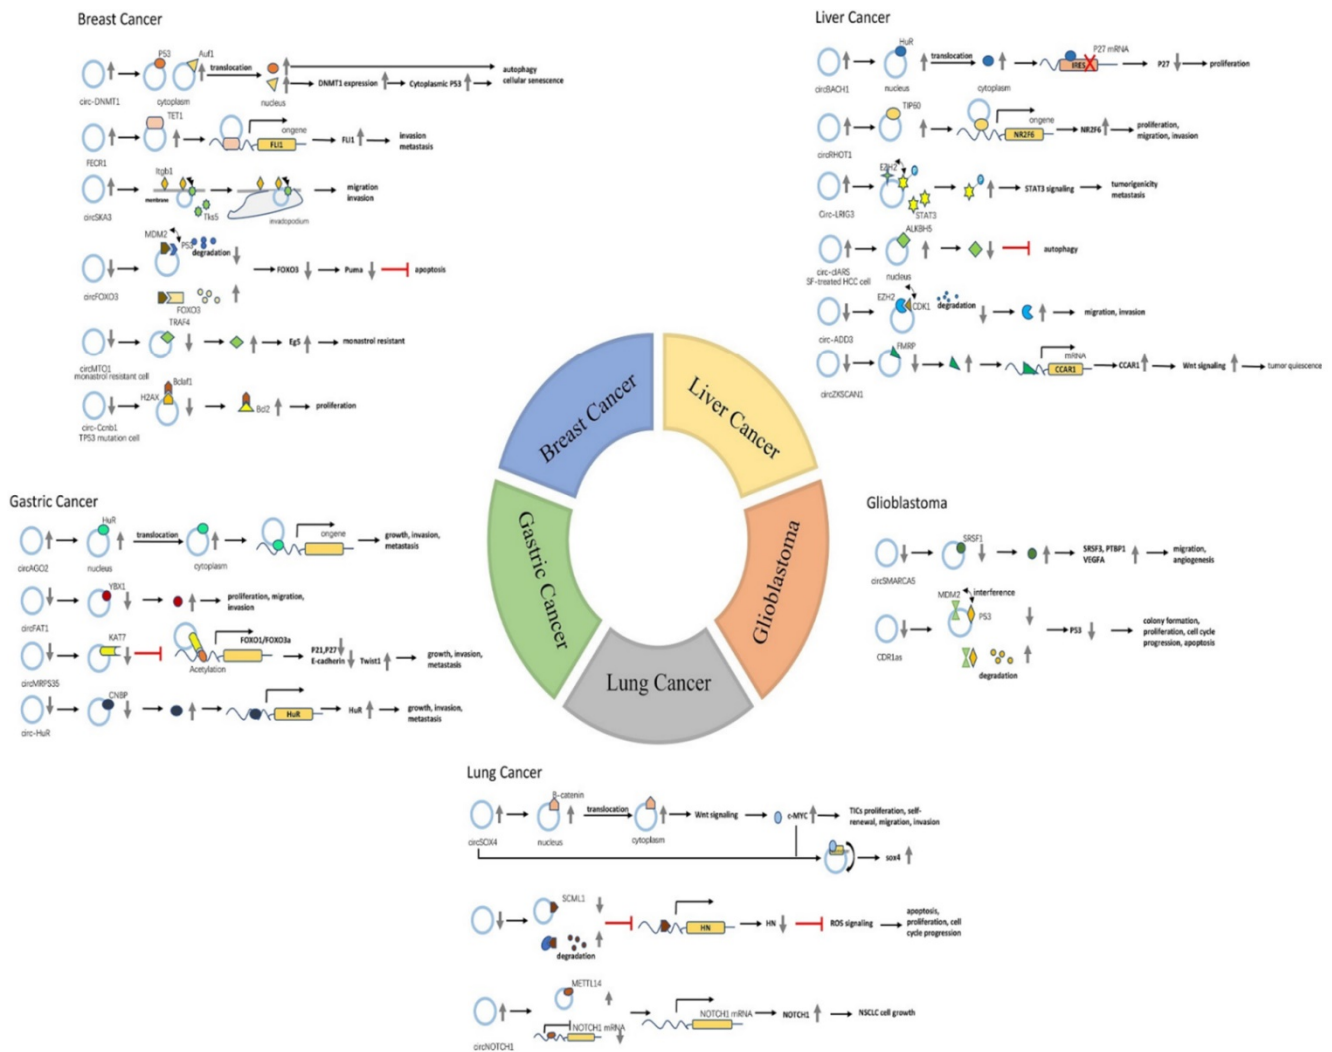 Breast Cancer
P53
Auf1
translocation
autophagy
DNMT1 expression
Cytoplasmic P53
cellular senescence
circ-DNMT1
cytoplasm
nucleus
TET1
ongene
FLI1
FLI1
invasion
metastasis
FECR1
Itgb1
membrane
Tks5
invadopodium
migration
invasion
circSKA3
MDM2
P53
degradation
FOXO3
Puma
apoptosis
circFOXO3
FOXO3
TRAF4
Eg5
monastrol resistant
circMTO1
monastrol resistant cell
Bclaf1
H2AX
Bcl2
proliferation
circ-Ccnb1
TP53 mutation cell
Liver Cancer
HuR
translocation
P27 mRNA
IRES
P27
proliferation
circBACH1
nucleus
cytoplasm
TIP60
ongene
NR2F6
NR2F6
proliferation,
migration, invasion
circRHOT1
EZH2
STAT3 signaling
tumorigenicity
metastasis
Circ-LRIG3
STAT3
ALKBH5
autophagy
circ-cIARS
SF-treated HCC cell
nucleus
EZH2
CDK1
degradation
migration, invasion
circ-ADD3
FMRP
mRNA
CCAR1
CCAR1
Wnt signaling
tumor quiescence
circZKSCAN1
Breast Cancer
Liver Cancer
Gastric Cancer
Glioblastoma
Lung Cancer
Gastric Cancer
HuR
translocation
ongene
growth, invasion,
metastasis
circAGO2
nucleus
cytoplasm
YBX1
proliferation, migration,
invasion
circFAT1
KAT7
FOXO1/FOXO3a
P21,P27
E-cadherin
Twist1
growth, invasion,
metastasis
Acetylation
circMRPS35
CNBP
HuR
HuR
growth, invasion,
metastasis
circ-HuR
Glioblastoma
SRSF1
SRSF3, PTBP1
VEGFA
migration,
angiogenesis
circSMARCA5
MDM2
interference
P53
P53
colony formation,
proliferation, cell cycle
progression, apoptosis
CDR1as
degradation
Lung Cancer
B-catenin
translocation
Wnt signaling
c-MYC
TICs proliferation, self-
renewal, migration, invasion
circSOX4
nucleus
cytoplasm
sox4
SCML1
HN
HN
ROS signaling
apoptosis,
proliferation, cell
cycle progression
degradation
METTL14
NOTCH1 mRNA
NOTCH1 mRNA
NOTCH1
NSCLC cell growth
circNOTCH1